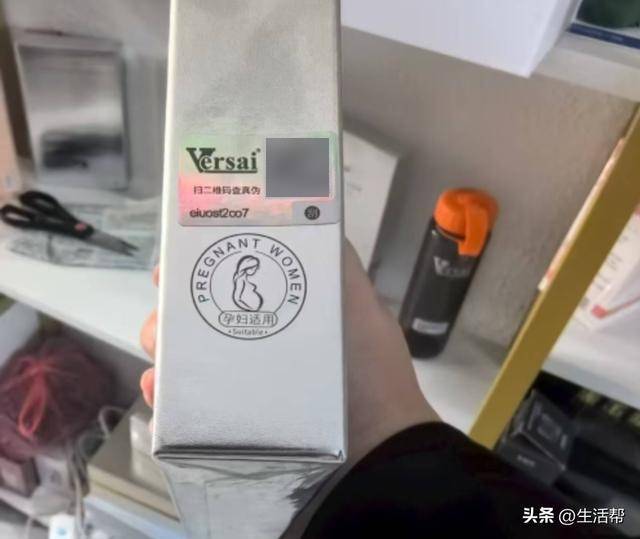 Versai
扫二维码查真伪
eiuost2co7
PREGNANT WOMEN
孕妇适用
Suitable
Versai
头条 @生活帮